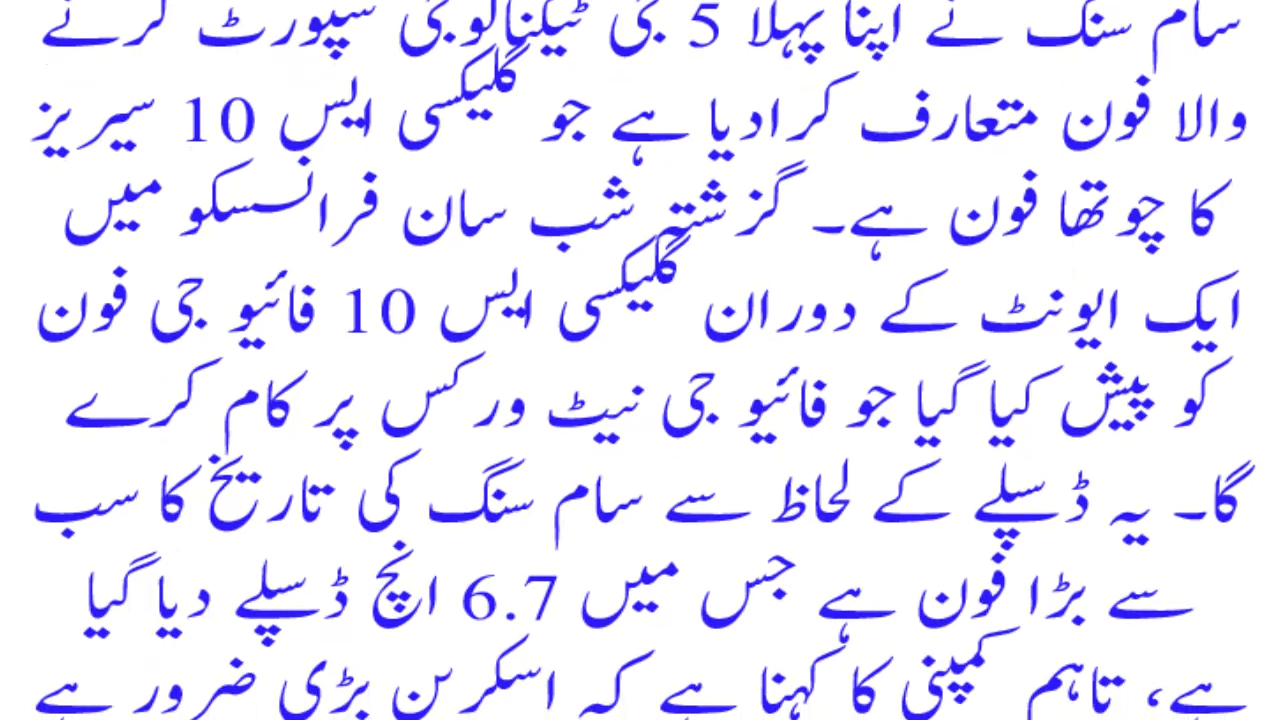 سام سنگ نے اپنا پہلا 5 جی ٹیکنالوجی سپورٹ کرنے
والا فون متعارف کرادیا ہے جو گلیکسی ایس 10 سیریز
کا چوتھا فون ہے۔ گزشتہ شب سان فرانسسکو میں
ایک ایونٹ کے دوران گلیکسی ایس 10 فائیو جی فون
کو پیش کیا گیا جو فائیو جی نیٹ ورکس پر کام کرے
گا۔ یہ ڈسپلے کے لحاظ سے سام سنگ کی تاریخ کا سب
سے بڑا فون ہے جس میں 6.7 انچ ڈسپلے دیا گیا
ہے، تاہم کمپنی کا کہنا ہے کہ اسکرین بڑی ضرور ہے